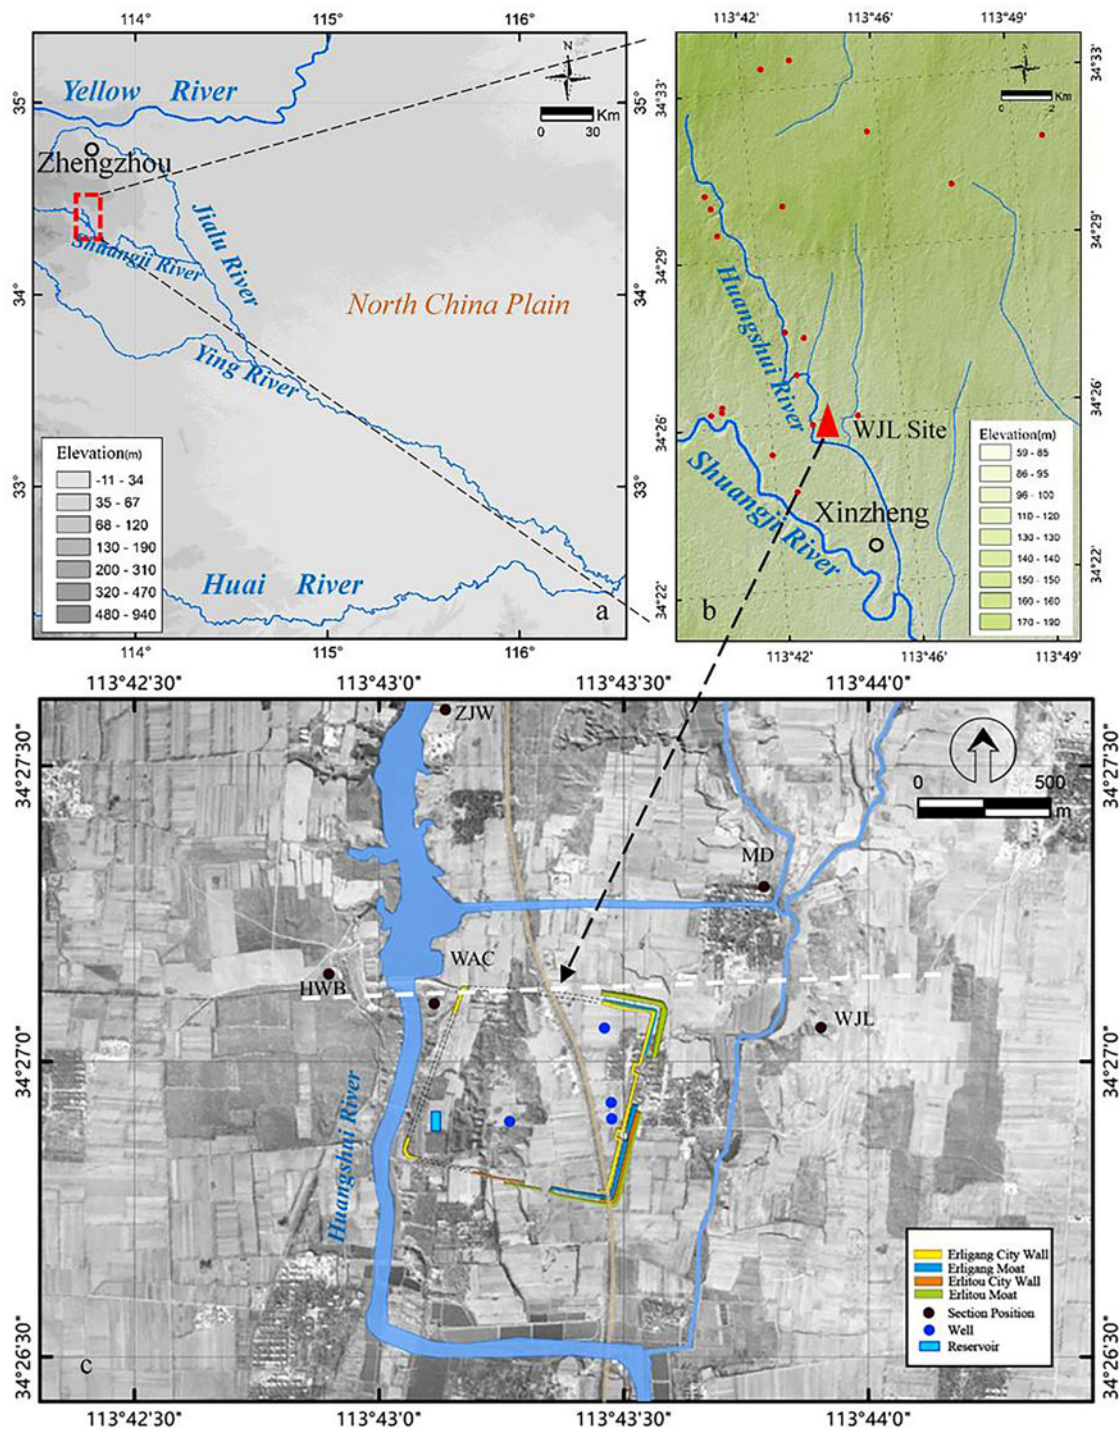 114°
115°
116°
N
Km
0 30
Yellow River
35°
35°
Zhengzhou
Jialu River
Shuangji River
34°
34°
North China Plain
Ying River
Elevation(m)
-11 - 34
35 - 67
68 - 120
130 - 190
200 - 310
320 - 470
480 - 940
33°
33°
Huai River
a
114°
115°
116°
113°42'
113°46'
113°49'
N
Km
34°33'
34°33'
34°29'
34°29'
Huangshui River
34°26'
34°26'
WJL Site
Shuangji River
Xinzheng
Elevation(m)
59 - 85
86 - 95
96 - 100
110 - 120
130 - 130
140 - 140
150 - 150
160 - 160
170 - 190
34°22'
34°22'
b
113°42'
113°46'
113°49'
113°42'30"
113°43'0"
113°43'30"
113°44'0"
ZJW
34°27'30"
34°27'30"
0 500
m
MD
WAC
HWB
WJL
34°27'0"
34°27'0"
Huangshui River
Erligang City Wall
Erligang Moat
Erlitou City Wall
Erlitou Moat
Section Position
Well
Reservoir
34°26'30"
34°26'30"
c
113°42'30"
113°43'0"
113°43'30"
113°44'0"